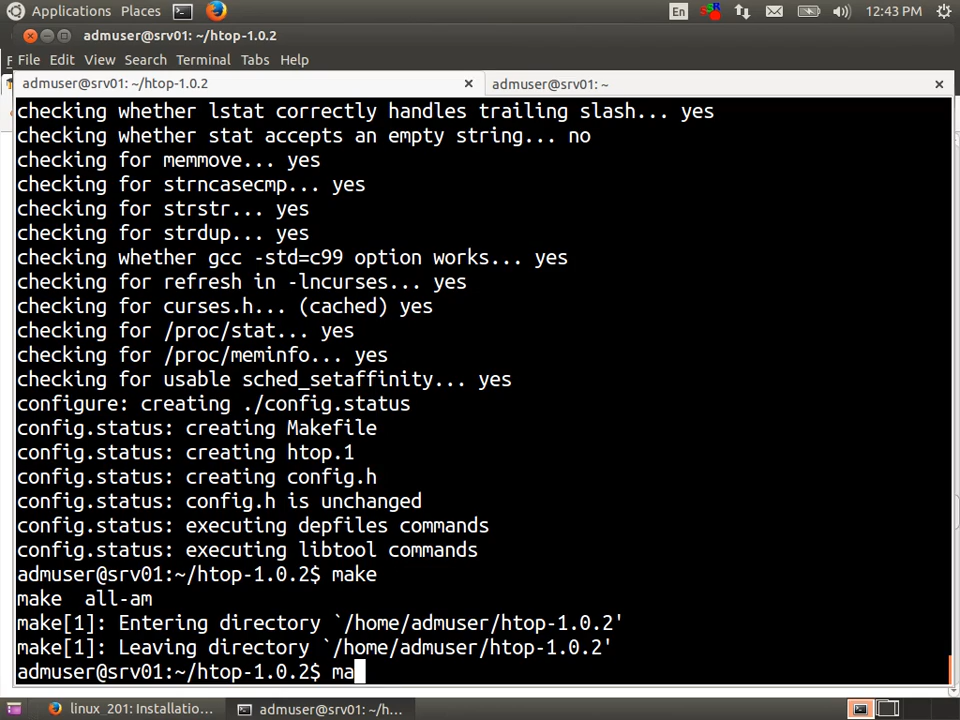 Applications Places En 12:43 PM
admuser@srv01: ~/htop-1.0.2
File Edit View Search Terminal Tabs Help
admuser@srv01: ~/htop-1.0.2 × admuser@srv01: ~ ×
checking whether lstat correctly handles trailing slash... yes
checking whether stat accepts an empty string... no
checking for memmove... yes
checking for strncasecmp... yes
checking for strstr... yes
checking for strdup... yes
checking whether gcc -std=c99 option works... yes
checking for refresh in -lncurses... yes
checking for curses.h... (cached) yes
checking for /proc/stat... yes
checking for /proc/meminfo... yes
checking for usable sched_setaffinity... yes
configure: creating ./config.status
config.status: creating Makefile
config.status: creating htop.1
config.status: creating config.h
config.status: config.h is unchanged
config.status: executing depfiles commands
config.status: executing libtool commands
admuser@srv01:~/htop-1.0.2$ make
make  all-am
make[1]: Entering directory `/home/admuser/htop-1.0.2'
make[1]: Leaving directory `/home/admuser/htop-1.0.2'
admuser@srv01:~/htop-1.0.2$ ma
linux_201: Installatio... admuser@srv01: ~/h...